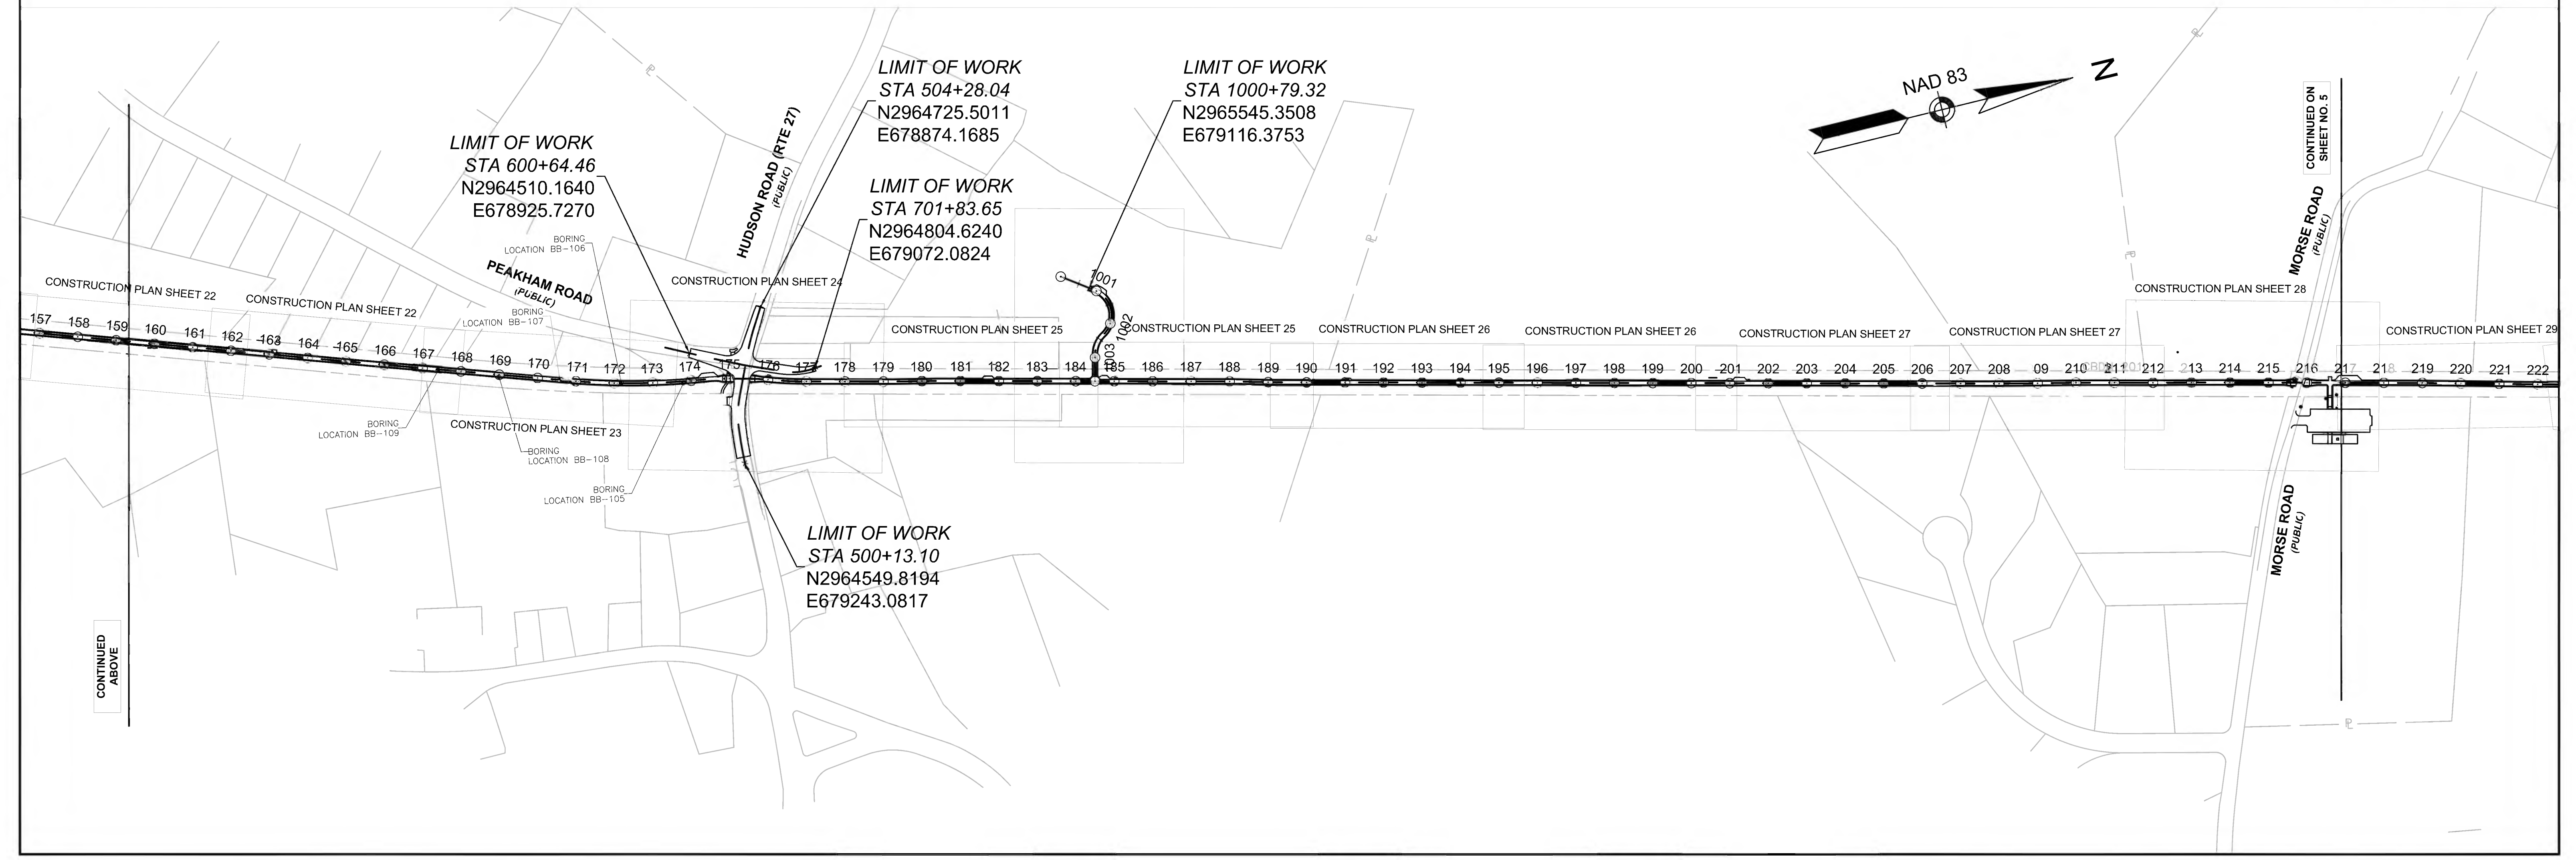 LIMIT OF WORK
STA 600+64.46
N2964510.1640
E678925.7270
LIMIT OF WORK
STA 504+28.04
N2964725.5011
E678874.1685
LIMIT OF WORK
STA 701+83.65
N2964804.6240
E679072.0824
LIMIT OF WORK
STA 1000+79.32
N2965545.3508
E679116.3753
NAD 83
N
CONTINUED ON
SHEET NO. 5
HUDSON ROAD (RTE 27)
(PUBLIC)
PEAKHAM ROAD
(PUBLIC)
MORSE ROAD
(PUBLIC)
BORING
LOCATION BB-106
BORING
LOCATION BB-107
CONSTRUCTION PLAN SHEET 22
CONSTRUCTION PLAN SHEET 22
CONSTRUCTION PLAN SHEET 24
CONSTRUCTION PLAN SHEET 25
CONSTRUCTION PLAN SHEET 25
CONSTRUCTION PLAN SHEET 26
CONSTRUCTION PLAN SHEET 26
CONSTRUCTION PLAN SHEET 27
CONSTRUCTION PLAN SHEET 27
CONSTRUCTION PLAN SHEET 28
CONSTRUCTION PLAN SHEET 29
1001
1002
1003
157 158 159 160 161 162 163 164 165 166 167 168 169 170 171 172 173 174 175 176 177 178 179 180 181 182 183 184 185 186 187 188 189 190 191 192 193 194 195 196 197 198 199 200 201 202 203 204 205 206 207 208 09 210 211 212 13 214 215 216 217 218 219 220 221 222
BORING
LOCATION BB-109
CONSTRUCTION PLAN SHEET 23
BORING
LOCATION BB-108
BORING
LOCATION BB-105
LIMIT OF WORK
STA 500+13.10
N2964549.8194
E679243.0817
MORSE ROAD
(PUBLIC)
CONTINUED
ABOVE
PL
PL
PL
PL
PL